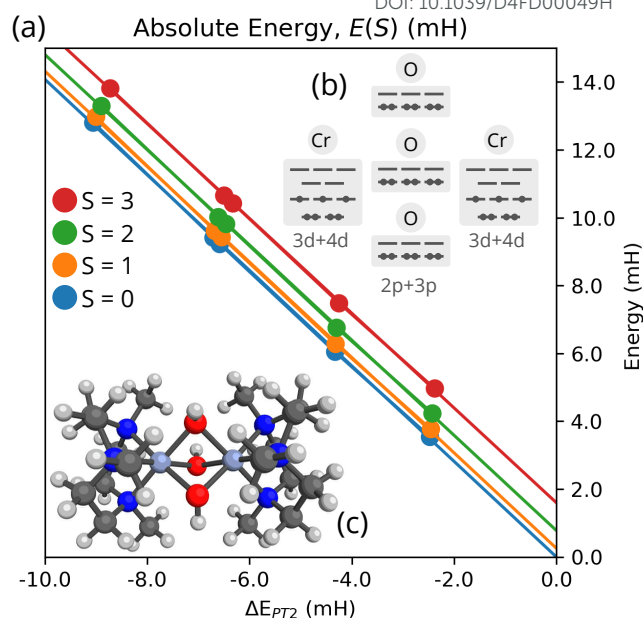 DOI: 10.1039/D4FD00049H
(a) Absolute Energy, E(S) (mH)
(b)
O
Cr O Cr
O
3d+4d 3d+4d
2p+3p
S = 3
S = 2
S = 1
S = 0
(c)
14.0
12.0
10.0
8.0
6.0
4.0
2.0
0.0
Energy (mH)
-10.0 -8.0 -6.0 -4.0 -2.0 0.0
ΔE_PT2 (mH)